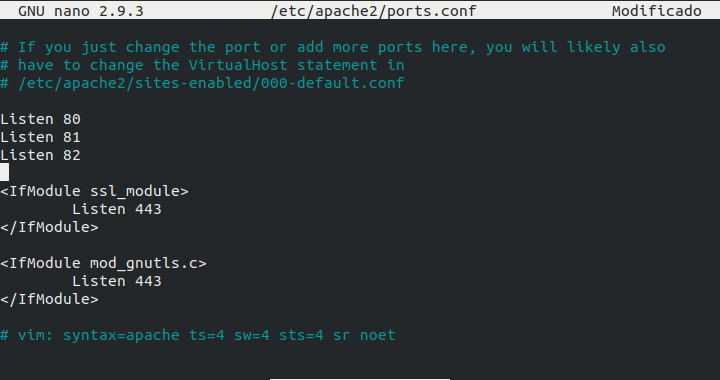 GNU nano 2.9.3 /etc/apache2/ports.conf Modificado
# If you just change the port or add more ports here, you will likely also
# have to change the VirtualHost statement in
# /etc/apache2/sites-enabled/000-default.conf
Listen 80
Listen 81
Listen 82
<IfModule ssl_module>
Listen 443
</IfModule>
<IfModule mod_gnutls.c>
Listen 443
</IfModule>
# vim: syntax=apache ts=4 sw=4 sts=4 sr noet